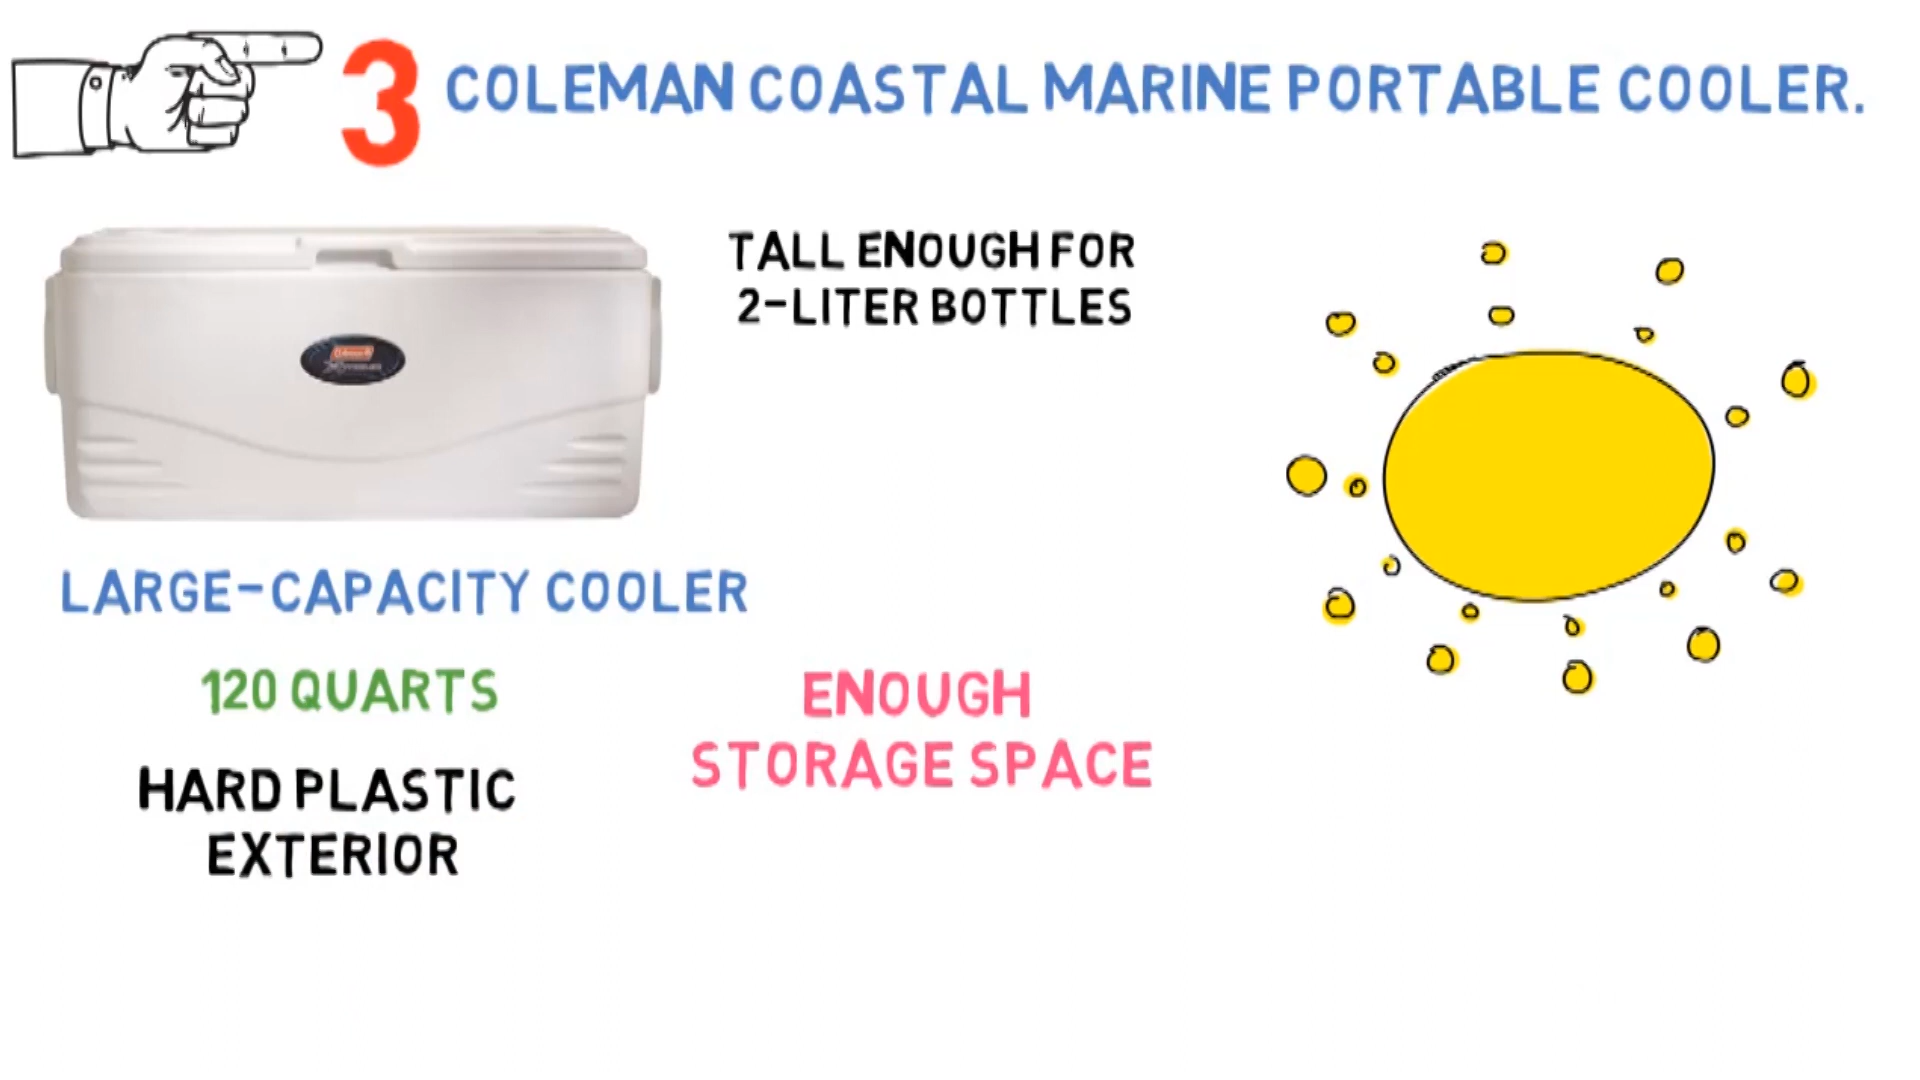 3 COLEMAN COASTAL MARINE PORTABLE COOLER.
TALL ENOUGH FOR
2-LITER BOTTLES
Coleman
LARGE-CAPACITY COOLER
120 QUARTS
HARD PLASTIC
EXTERIOR
ENOUGH
STORAGE SPACE